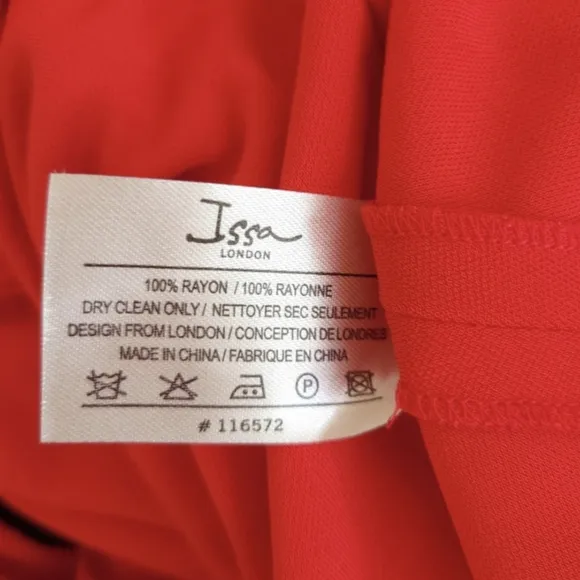 Issa
LONDON
100% RAYON / 100% RAYONNE
DRY CLEAN ONLY / NETTOYER SEC SEULEMENT
DESIGN FROM LONDON / CONCEPTION DE LONDRES
MADE IN CHINA / FABRIQUE EN CHINA
P
# 116572